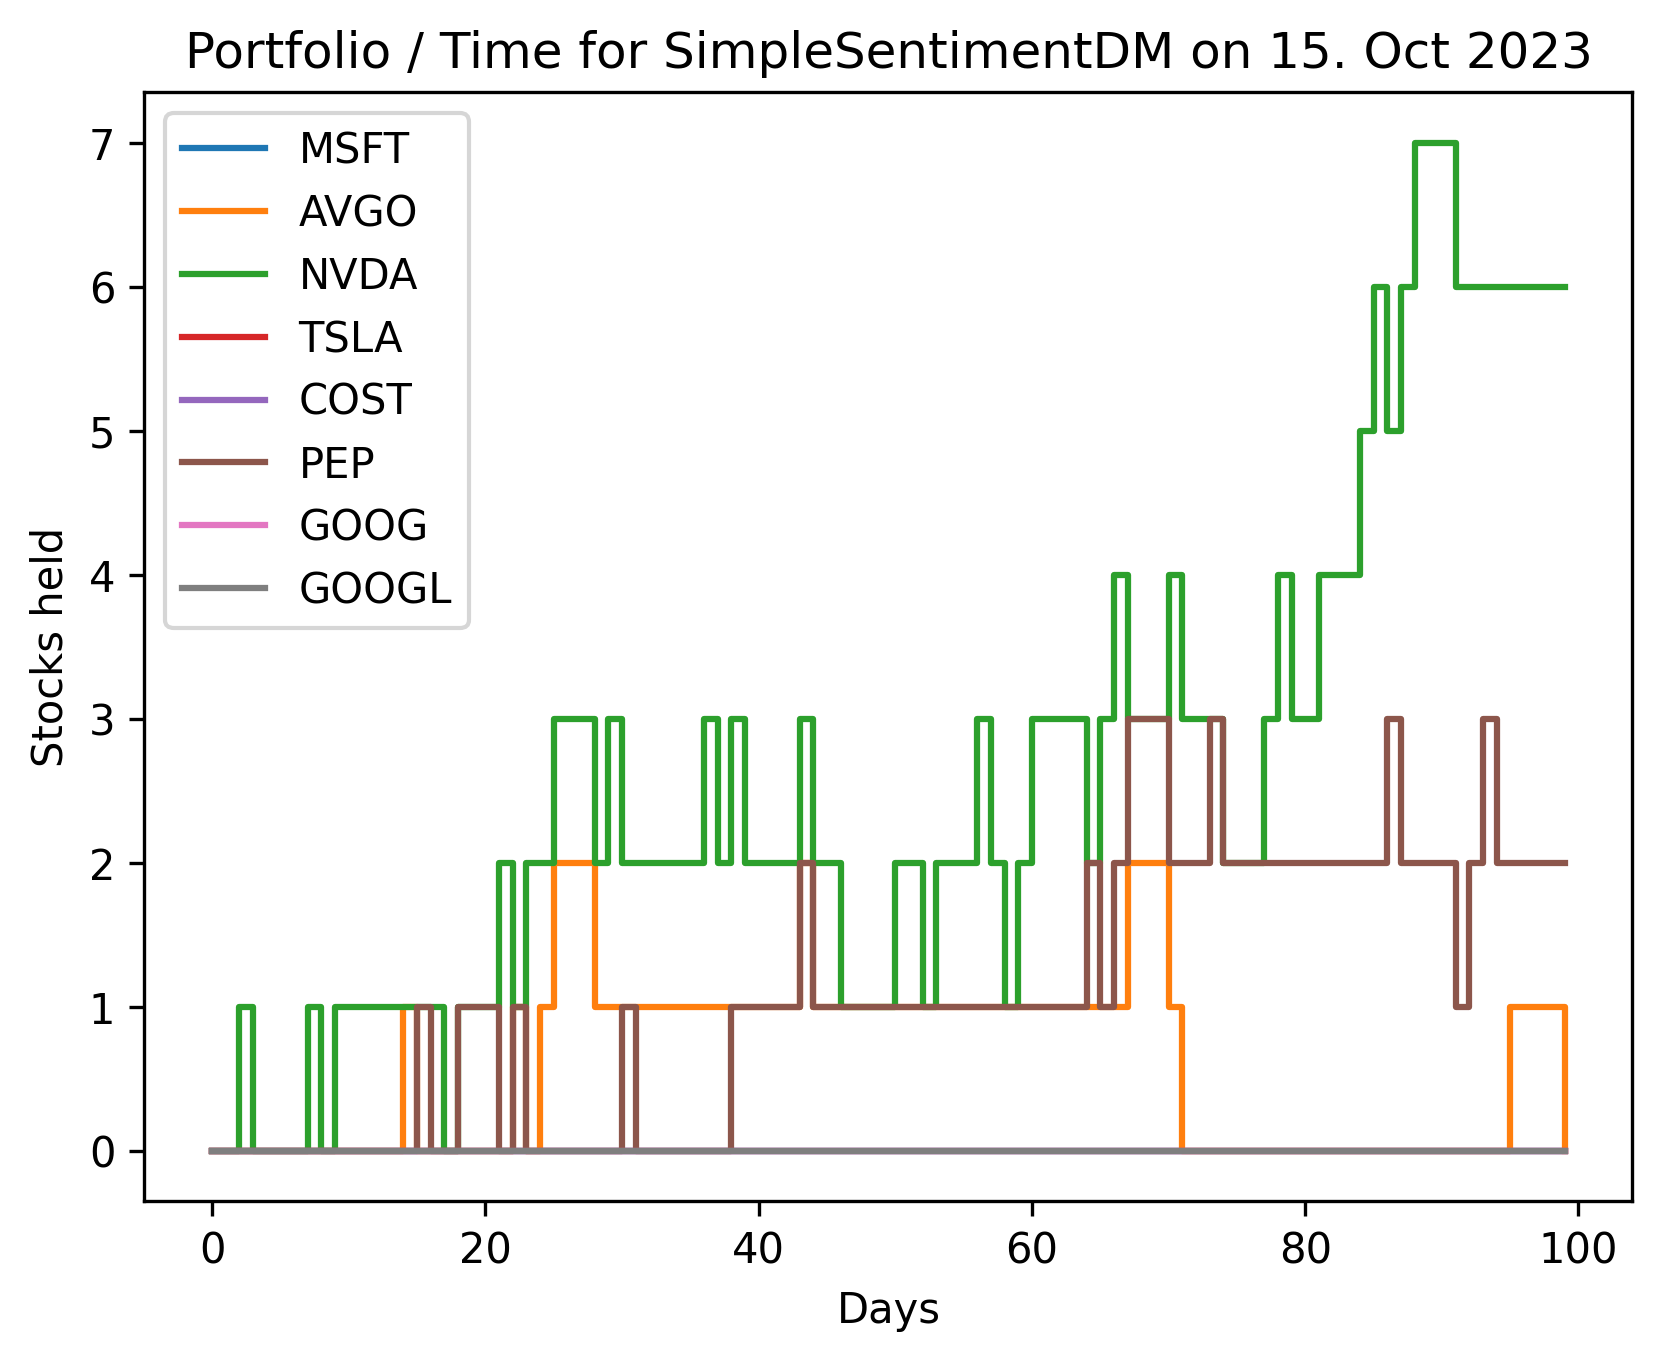 Portfolio / Time for SimpleSentimentDM on 15. Oct 2023
MSFT
AVGO
NVDA
TSLA
COST
PEP
GOOG
GOOGL
7
6
5
4
3
2
1
0
Stocks held
0 20 40 60 80 100
Days